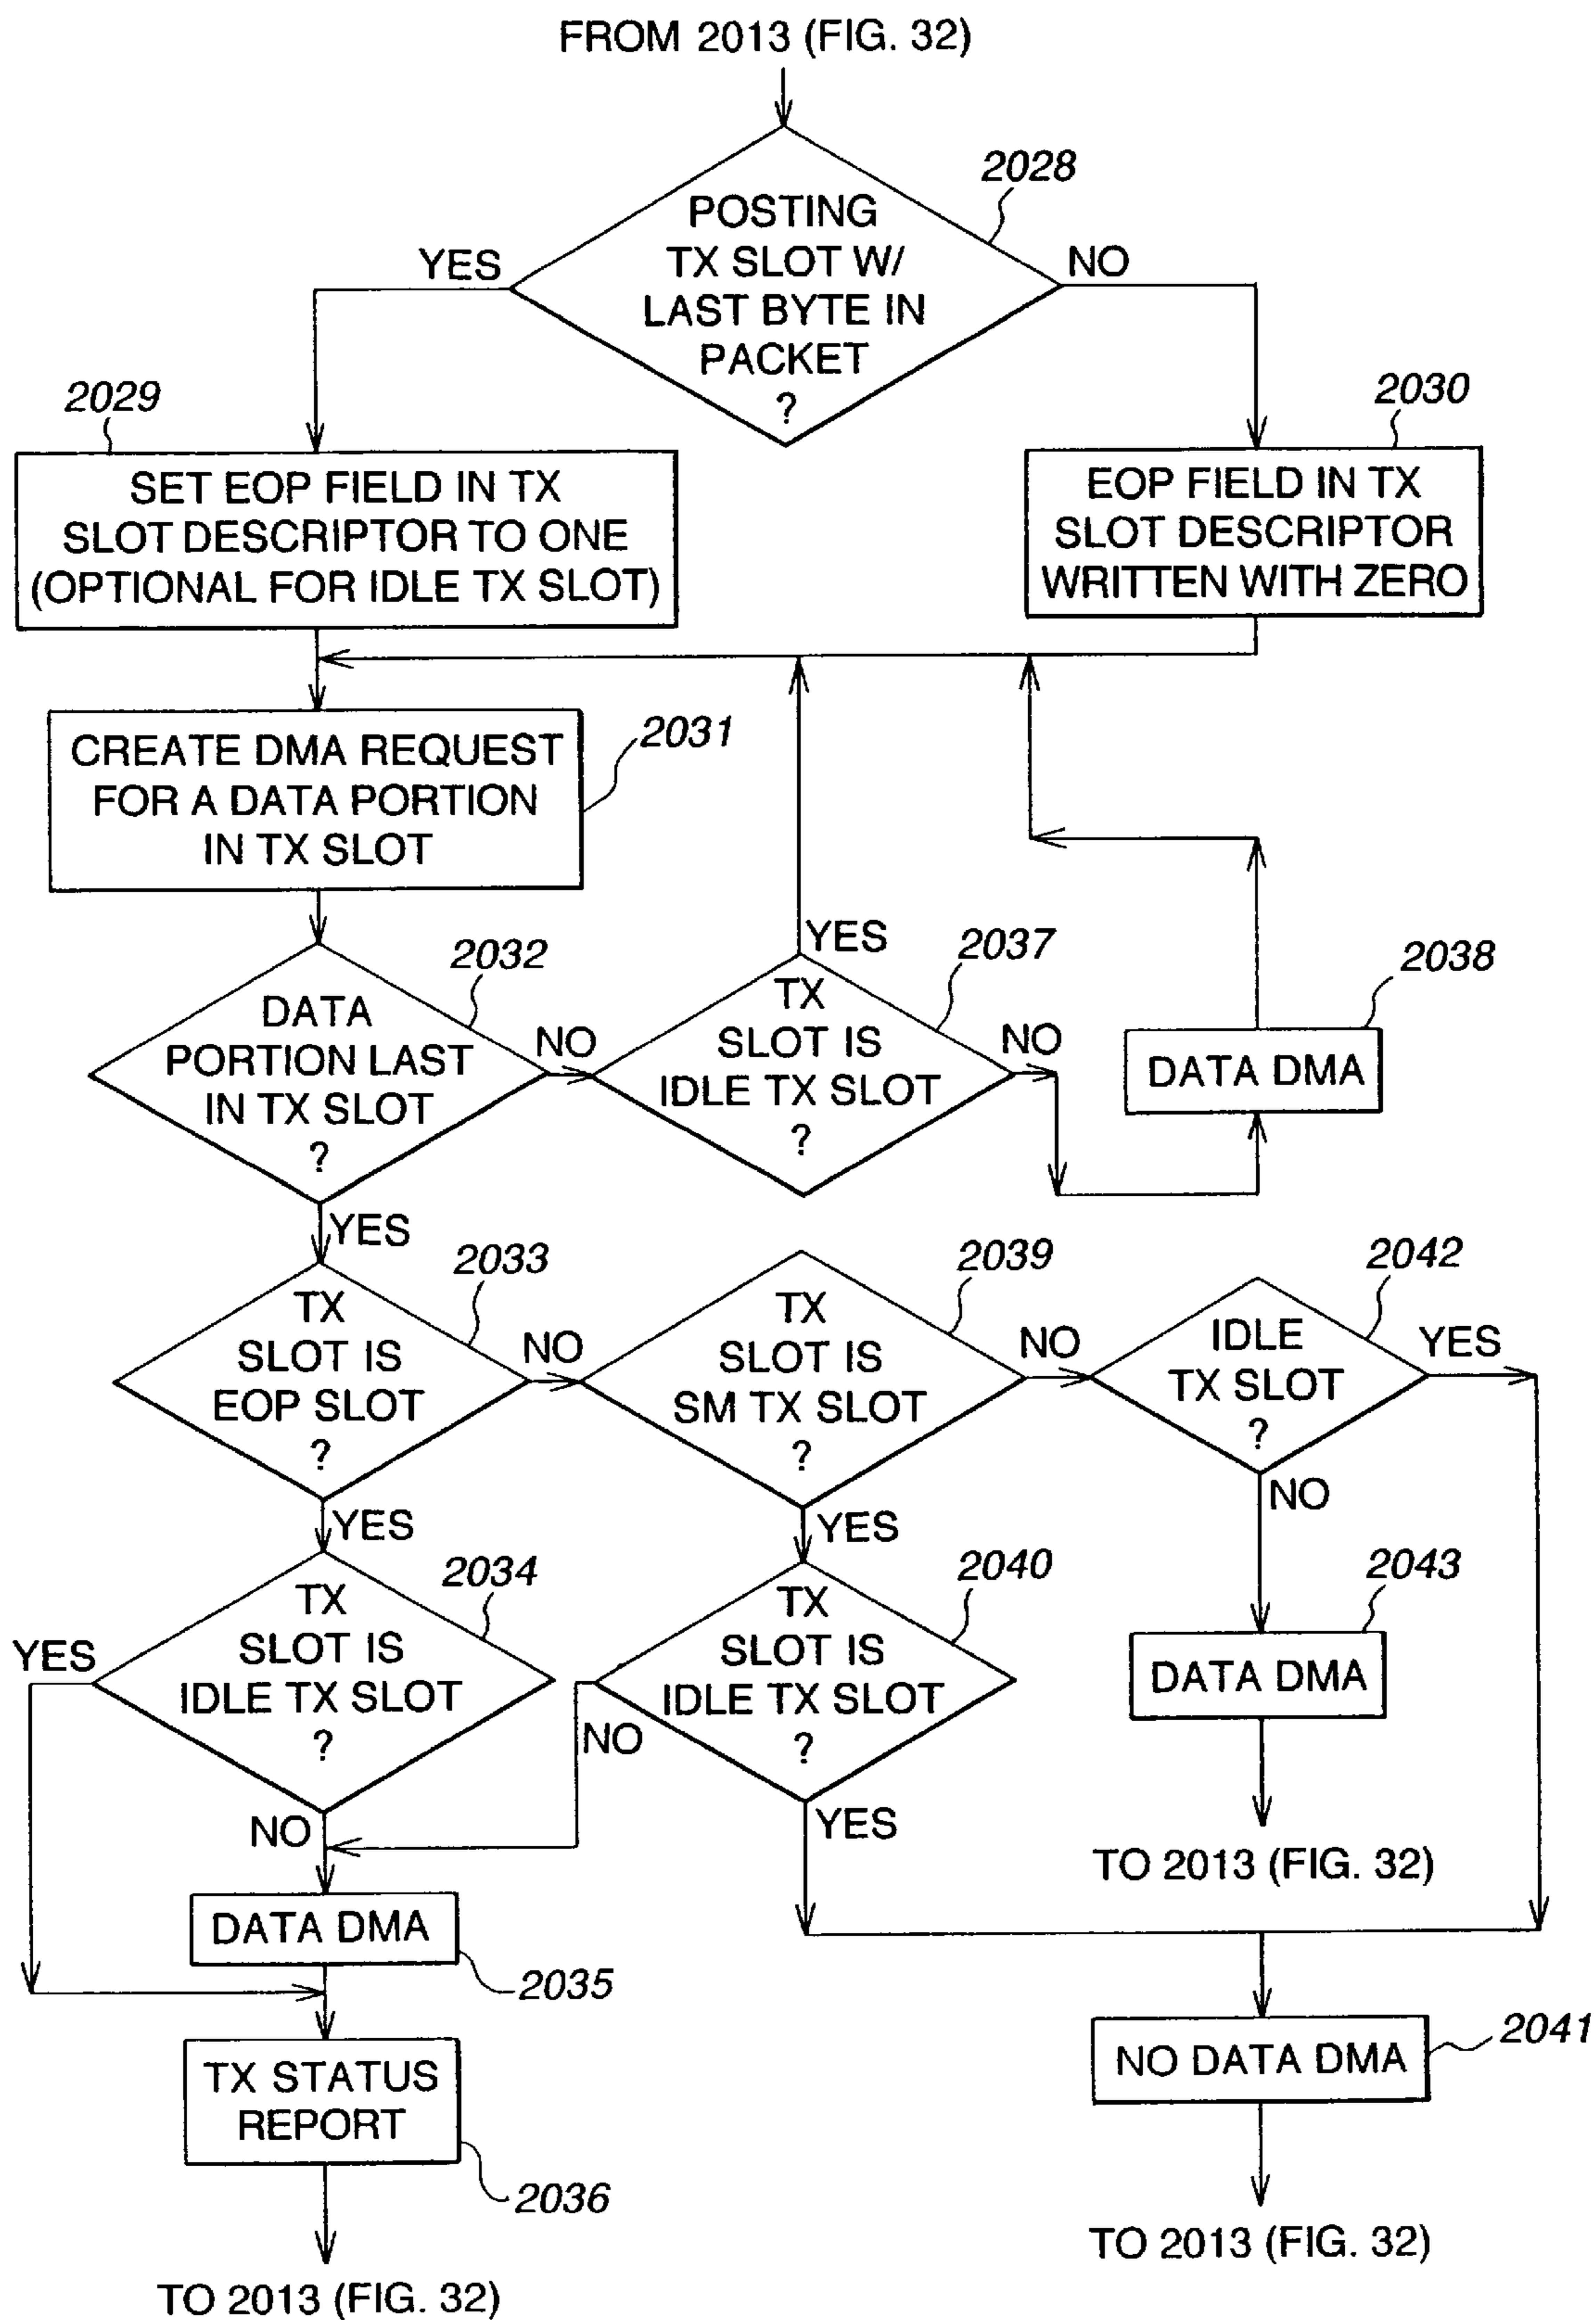 FROM 2013 (FIG. 32)
2028
POSTING
TX SLOT W/
LAST BYTE IN
PACKET
?
YES
NO
2029
SET EOP FIELD IN TX
SLOT DESCRIPTOR TO ONE
(OPTIONAL FOR IDLE TX SLOT)
2030
EOP FIELD IN TX
SLOT DESCRIPTOR
WRITTEN WITH ZERO
2031
CREATE DMA REQUEST
FOR A DATA PORTION
IN TX SLOT
2032
DATA
PORTION LAST
IN TX SLOT
?
NO
YES
2037
TX
SLOT IS
IDLE TX SLOT
?
YES
NO
2038
DATA DMA
2033
TX
SLOT IS
EOP SLOT
?
NO
YES
2039
TX
SLOT IS
SM TX SLOT
?
NO
YES
2042
IDLE
TX SLOT
?
YES
NO
2034
TX
SLOT IS
IDLE TX SLOT
?
YES
NO
2040
TX
SLOT IS
IDLE TX SLOT
?
NO
YES
2043
DATA DMA
TO 2013 (FIG. 32)
DATA DMA
2035
TX STATUS
REPORT
2036
TO 2013 (FIG. 32)
NO DATA DMA
2041
TO 2013 (FIG. 32)